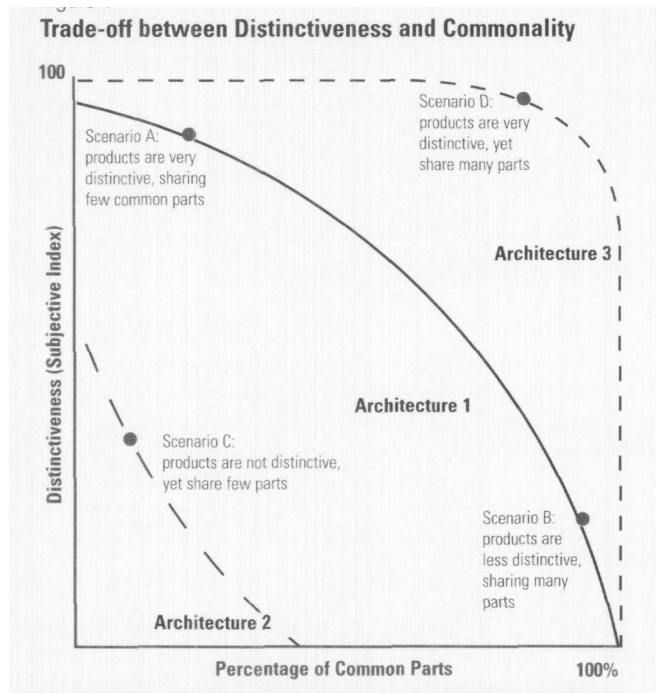 Trade-off between Distinctiveness and Commonality
100
Scenario A:
products are very
distinctive, sharing
few common parts
Scenario D:
products are very
distinctive, yet
share many parts
Architecture 3
Distinctiveness (Subjective Index)
Architecture 1
Scenario C:
products are not distinctive,
yet share few parts
Scenario B:
products are
less distinctive,
sharing many
parts
Architecture 2
Percentage of Common Parts
100%